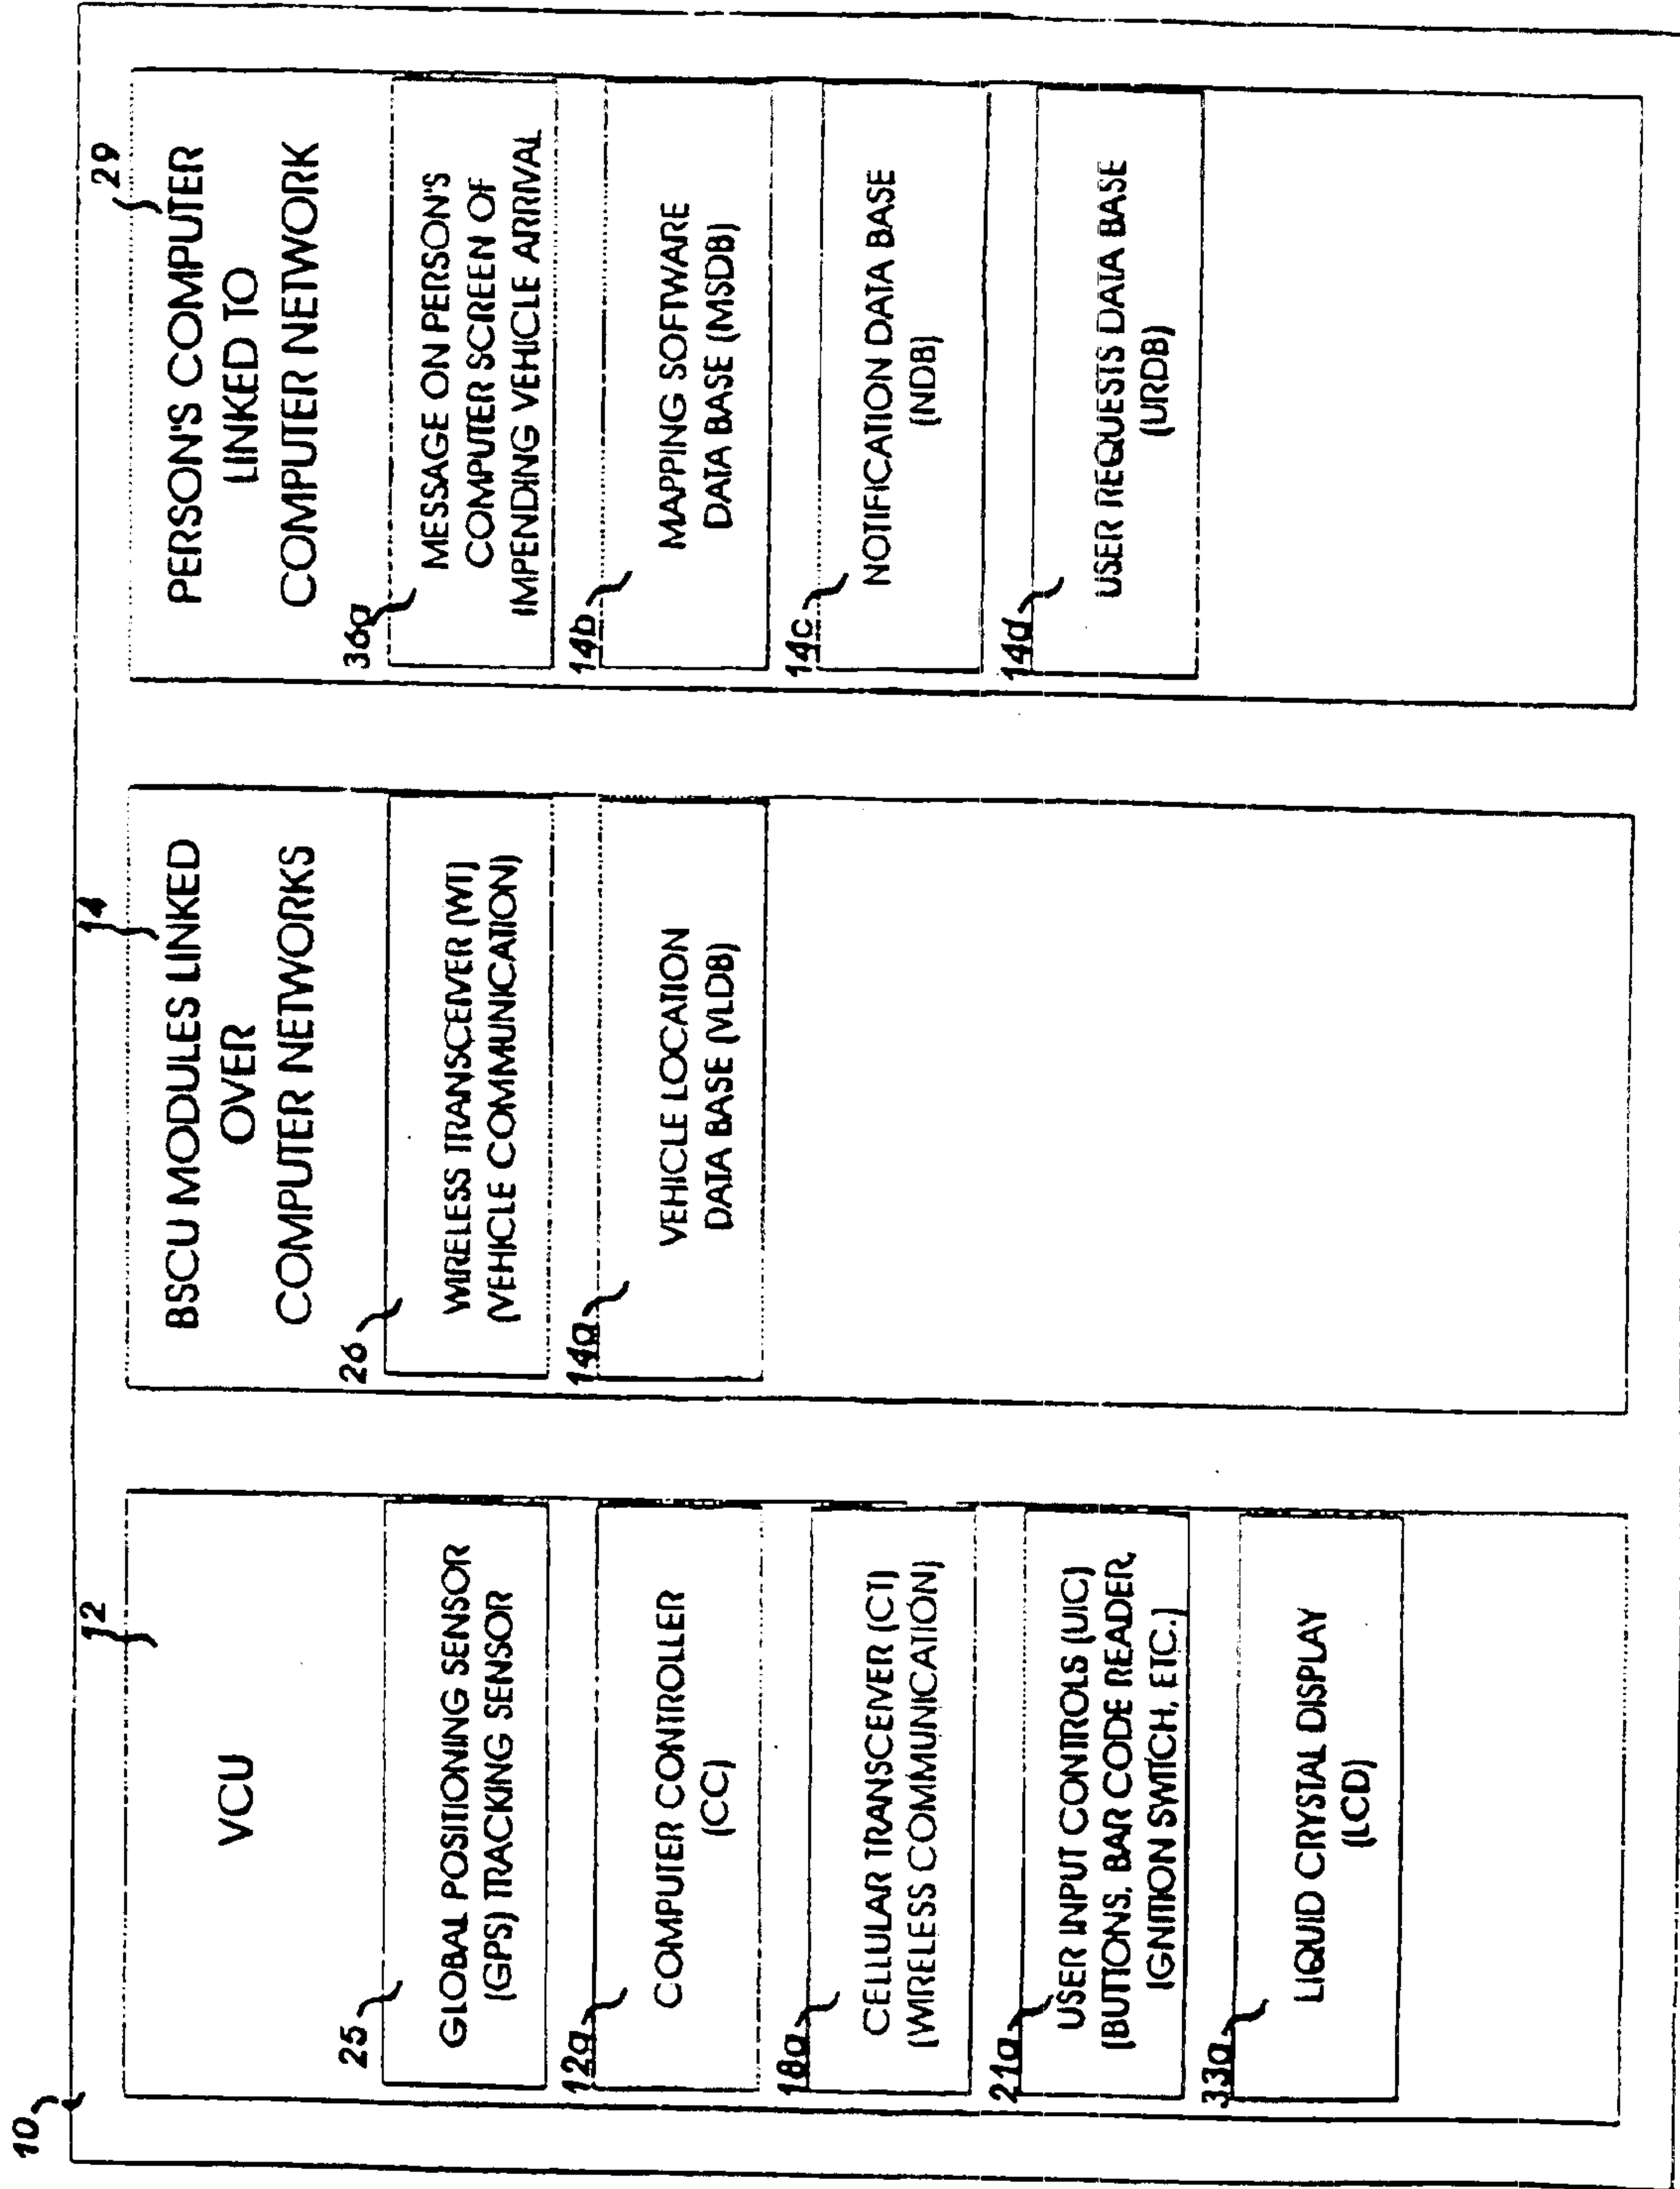 10
12
VCU
25
GLOBAL POSITIONING SENSOR
(GPS) TRACKING SENSOR
12a
COMPUTER CONTROLLER
(CC)
18a
CELLULAR TRANSCEIVER (CT)
(WIRELESS COMMUNICATION)
21a
USER INPUT CONTROLS (UIC)
(BUTTONS, BAR CODE READER,
IGNITION SWITCH, ETC.)
33a
LIQUID CRYSTAL DISPLAY
(LCD)
14
BSCU MODULES LINKED
OVER
COMPUTER NETWORKS
26
WIRELESS TRANSCEIVER (WT)
(VEHICLE COMMUNICATION)
14a
VEHICLE LOCATION
DATA BASE (VLDB)
29
PERSON'S COMPUTER
LINKED TO
COMPUTER NETWORK
36a
MESSAGE ON PERSON'S
COMPUTER SCREEN OF
IMPENDING VEHICLE ARRIVAL
14b
MAPPING SOFTWARE
DATA BASE (MSDB)
14c
NOTIFICATION DATA BASE
(NDB)
14d
USER REQUESTS DATA BASE
(URDB)